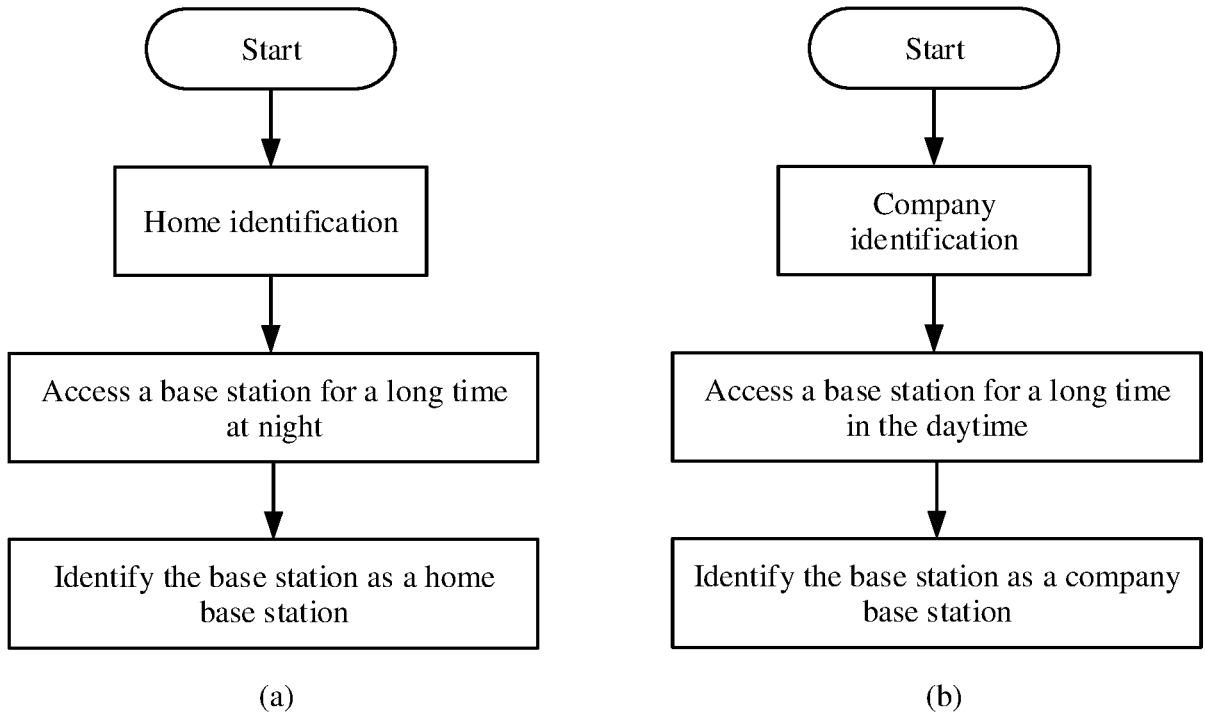 Start
Home identification
Access a base station for a long time
at night
Identify the base station as a home
base station
(a)
Start
Company
identification
Access a base station for a long time
in the daytime
Identify the base station as a company
base station
(b)